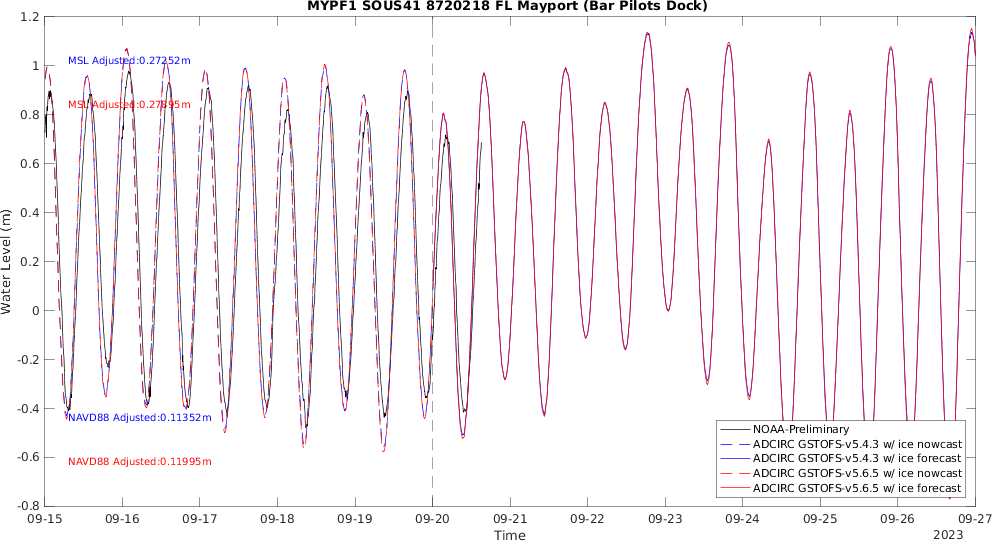 MYPF1 SOUS41 8720218 FL Mayport (Bar Pilots Dock)
1.2
1
0.8
0.6
0.4
0.2
0
-0.2
-0.4
-0.6
-0.8
Water Level (m)
MSL Adjusted:0.27252m
MSL Adjusted:0.27895m
NAVD88 Adjusted:0.11352m
NAVD88 Adjusted:0.11995m
NOAA-Preliminary
ADCIRC GSTOFS-v5.4.3 w/ ice nowcast
ADCIRC GSTOFS-v5.4.3 w/ ice forecast
ADCIRC GSTOFS-v5.6.5 w/ ice nowcast
ADCIRC GSTOFS-v5.6.5 w/ ice forecast
09-15 09-16 09-17 09-18 09-19 09-20 09-21 09-22 09-23 09-24 09-25 09-26 09-27
Time
2023